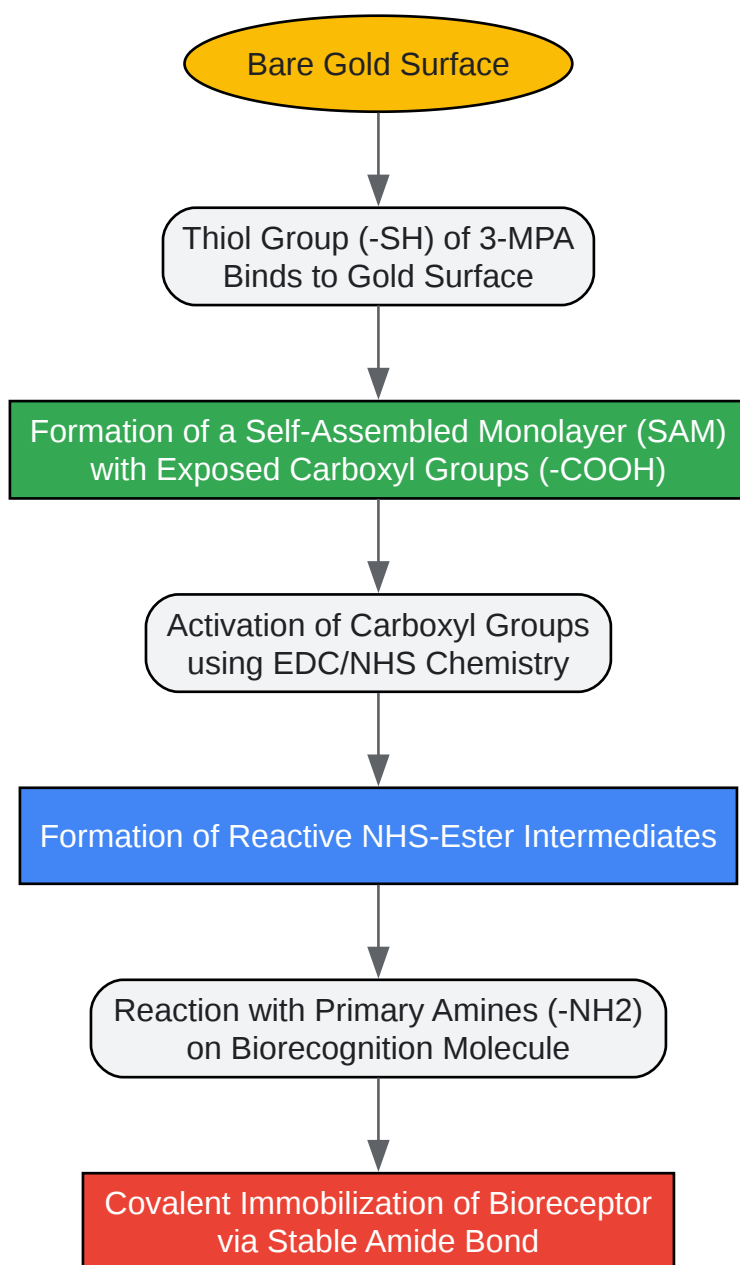 Bare Gold Surface
Thiol Group (-SH) of 3-MPA
Binds to Gold Surface
Formation of a Self-Assembled Monolayer (SAM)
with Exposed Carboxyl Groups (-COOH)
Activation of Carboxyl Groups
using EDC/NHS Chemistry
Formation of Reactive NHS-Ester Intermediates
Reaction with Primary Amines (-NH2)
on Biorecognition Molecule
Covalent Immobilization of Bioreceptor
via Stable Amide Bond